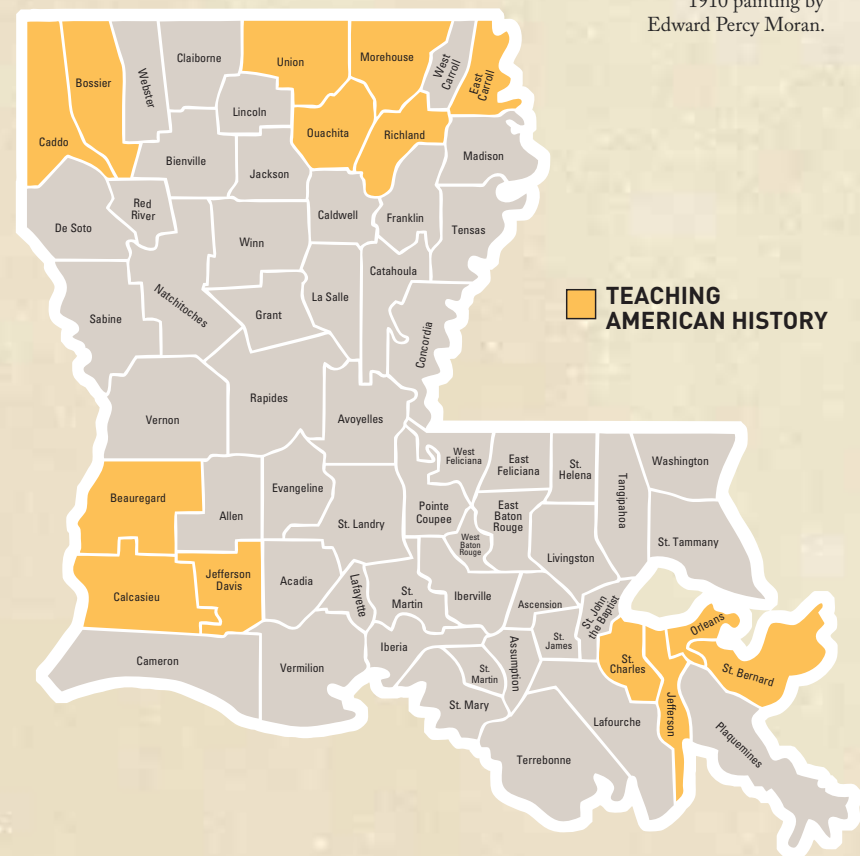 1910 painting by
Edward Percy Moran.
Claiborne
Union
Morehouse
West
Carroll
East
Carroll
Bossier
Webster
Lincoln
Caddo
Ouachita
Richland
Bienville
Jackson
Madison
Red
River
De Soto
Caldwell
Franklin
Tensas
Winn
Catahoula
La Salle
Natchitoches
Grant
Sabine
Concordia
TEACHING
AMERICAN HISTORY
Rapides
Vernon
Avoyelles
West
Feliciana
East
Feliciana
St.
Helena
Tangipahoa
Washington
Beauregard
Allen
Evangeline
St. Landry
Pointe
Coupee
East
Baton
Rouge
West
Baton
Rouge
Livingston
St. Tammany
Calcasieu
Jefferson
Davis
Acadia
Lafayette
St.
Martin
Iberville
Ascension
St. John
the Baptist
St.
James
Assumption
Orleans
St.
Charles
St. Bernard
Cameron
Vermilion
Iberia
St.
Martin
St. Mary
Jefferson
Lafourche
Plaquemines
Terrebonne